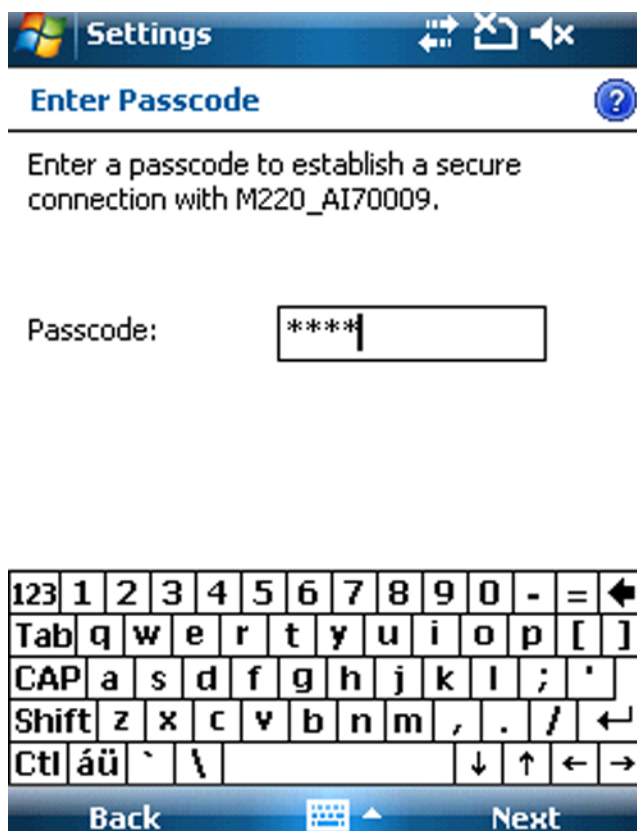 Settings
Enter Passcode
Enter a passcode to establish a secure
connection with M220_AI70009.
Passcode: ****
123 1 2 3 4 5 6 7 8 9 0 - =
Tab q w e r t y u i o p [ ]
CAP a s d f g h j k l ; '
Shift z x c v b n m , . /
Ctl áü ` \ ↓ ↑ ← →
Back Next